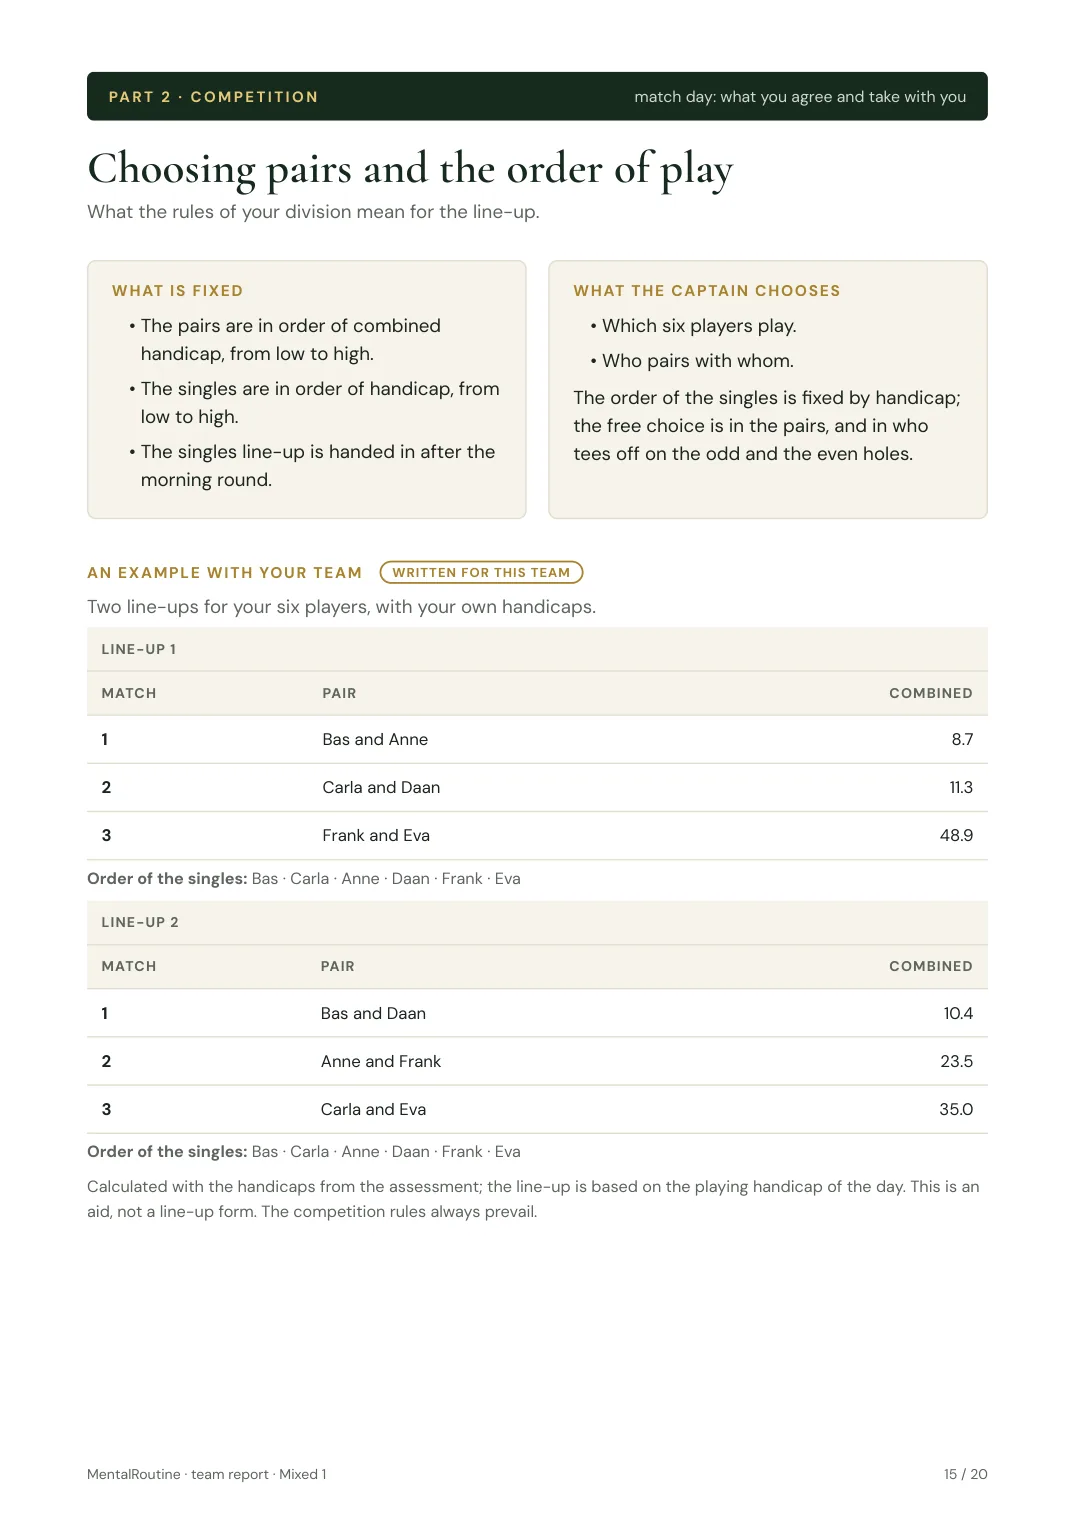 PART 2 · COMPETITION
match day: what you agree and take with you
Choosing pairs and the order of play
What the rules of your division mean for the line-up.
WHAT IS FIXED
• The pairs are in order of combined
handicap, from low to high.
• The singles are in order of handicap, from
low to high.
• The singles line-up is handed in after the
morning round.
WHAT THE CAPTAIN CHOOSES
• Which six players play.
• Who pairs with whom.
The order of the singles is fixed by handicap;
the free choice is in the pairs, and in who
tees off on the odd and the even holes.
AN EXAMPLE WITH YOUR TEAM WRITTEN FOR THIS TEAM
Two line-ups for your six players, with your own handicaps.
LINE-UP 1
MATCH PAIR COMBINED
1 Bas and Anne 8.7
2 Carla and Daan 11.3
3 Frank and Eva 48.9
Order of the singles: Bas · Carla · Anne · Daan · Frank · Eva
LINE-UP 2
MATCH PAIR COMBINED
1 Bas and Daan 10.4
2 Anne and Frank 23.5
3 Carla and Eva 35.0
Order of the singles: Bas · Carla · Anne · Daan · Frank · Eva
Calculated with the handicaps from the assessment; the line-up is based on the playing handicap of the day. This is an
aid, not a line-up form. The competition rules always prevail.
MentalRoutine · team report · Mixed 1
15 / 20